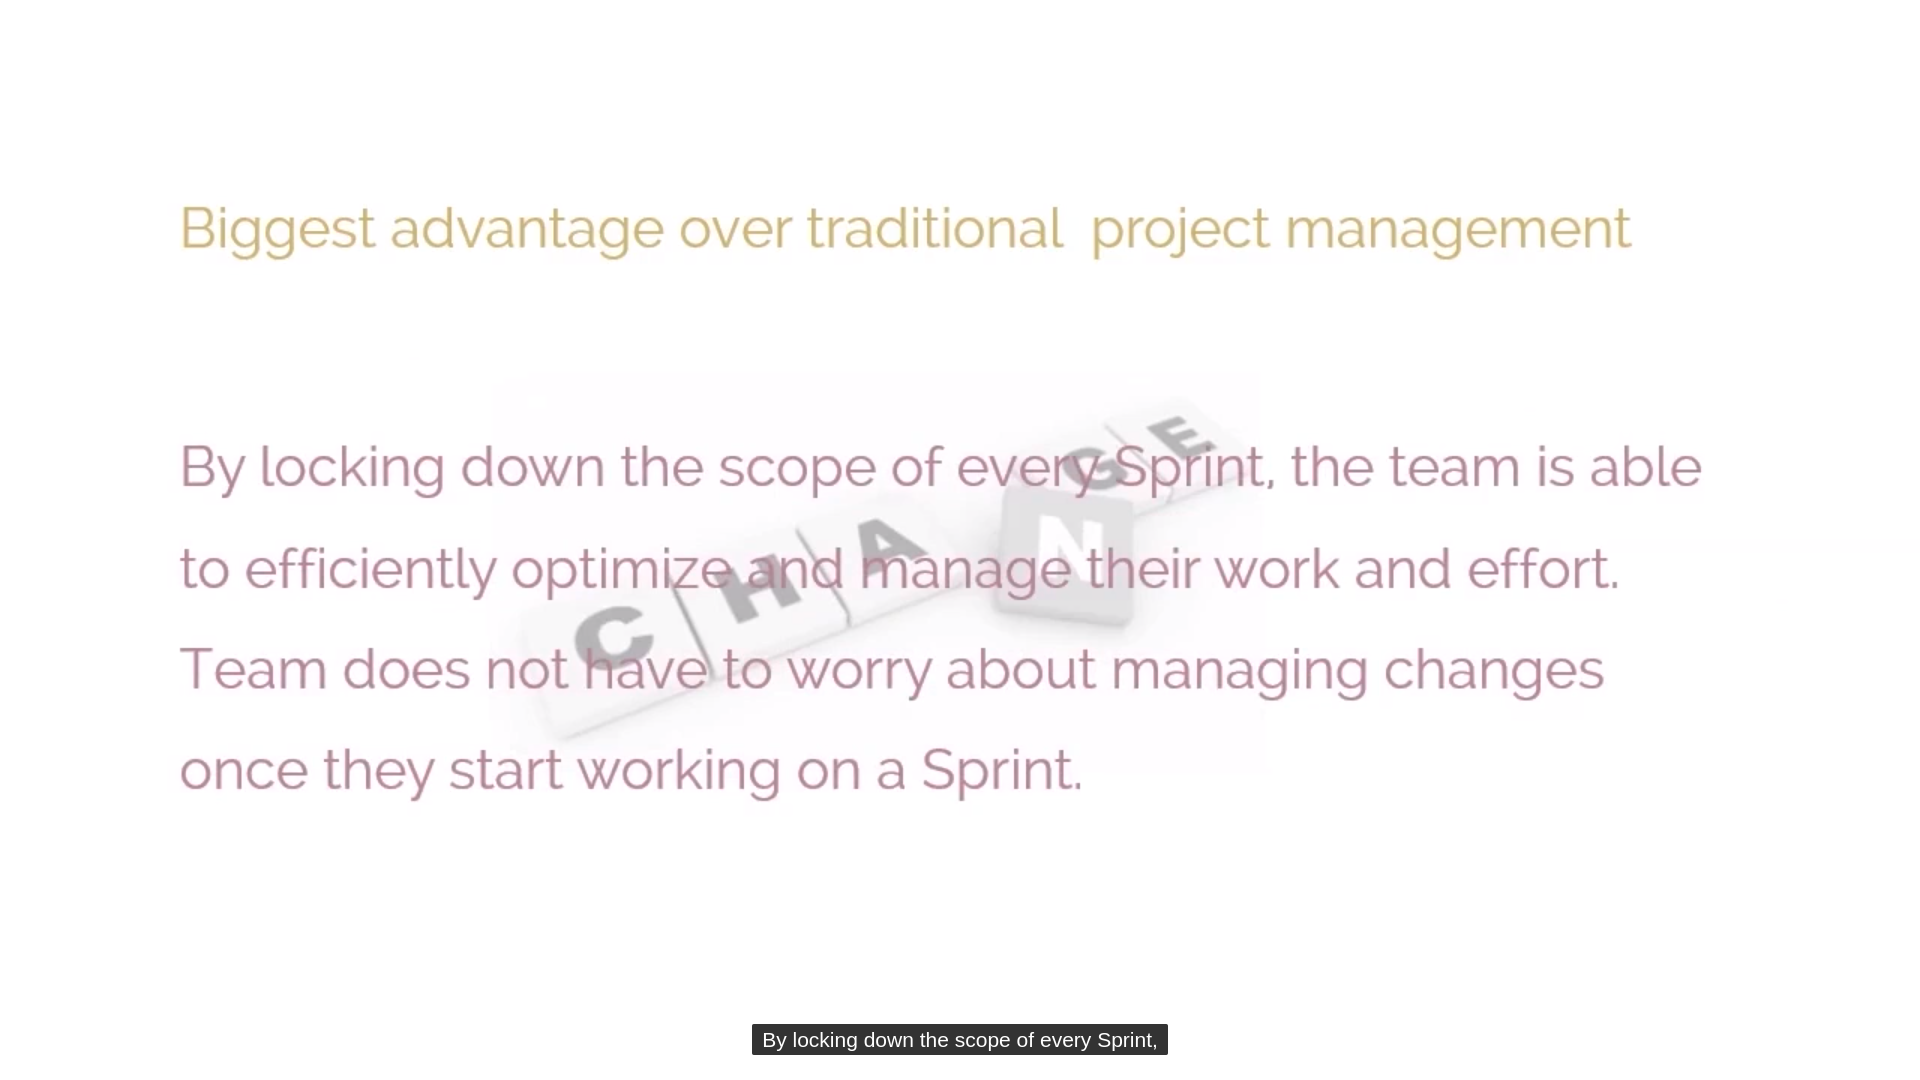 Biggest advantage over traditional  project management
By locking down the scope of every Sprint, the team is able
to efficiently optimize and manage their work and effort.
Team does not have to worry about managing changes
once they start working on a Sprint.
CHANGE
By locking down the scope of every Sprint,